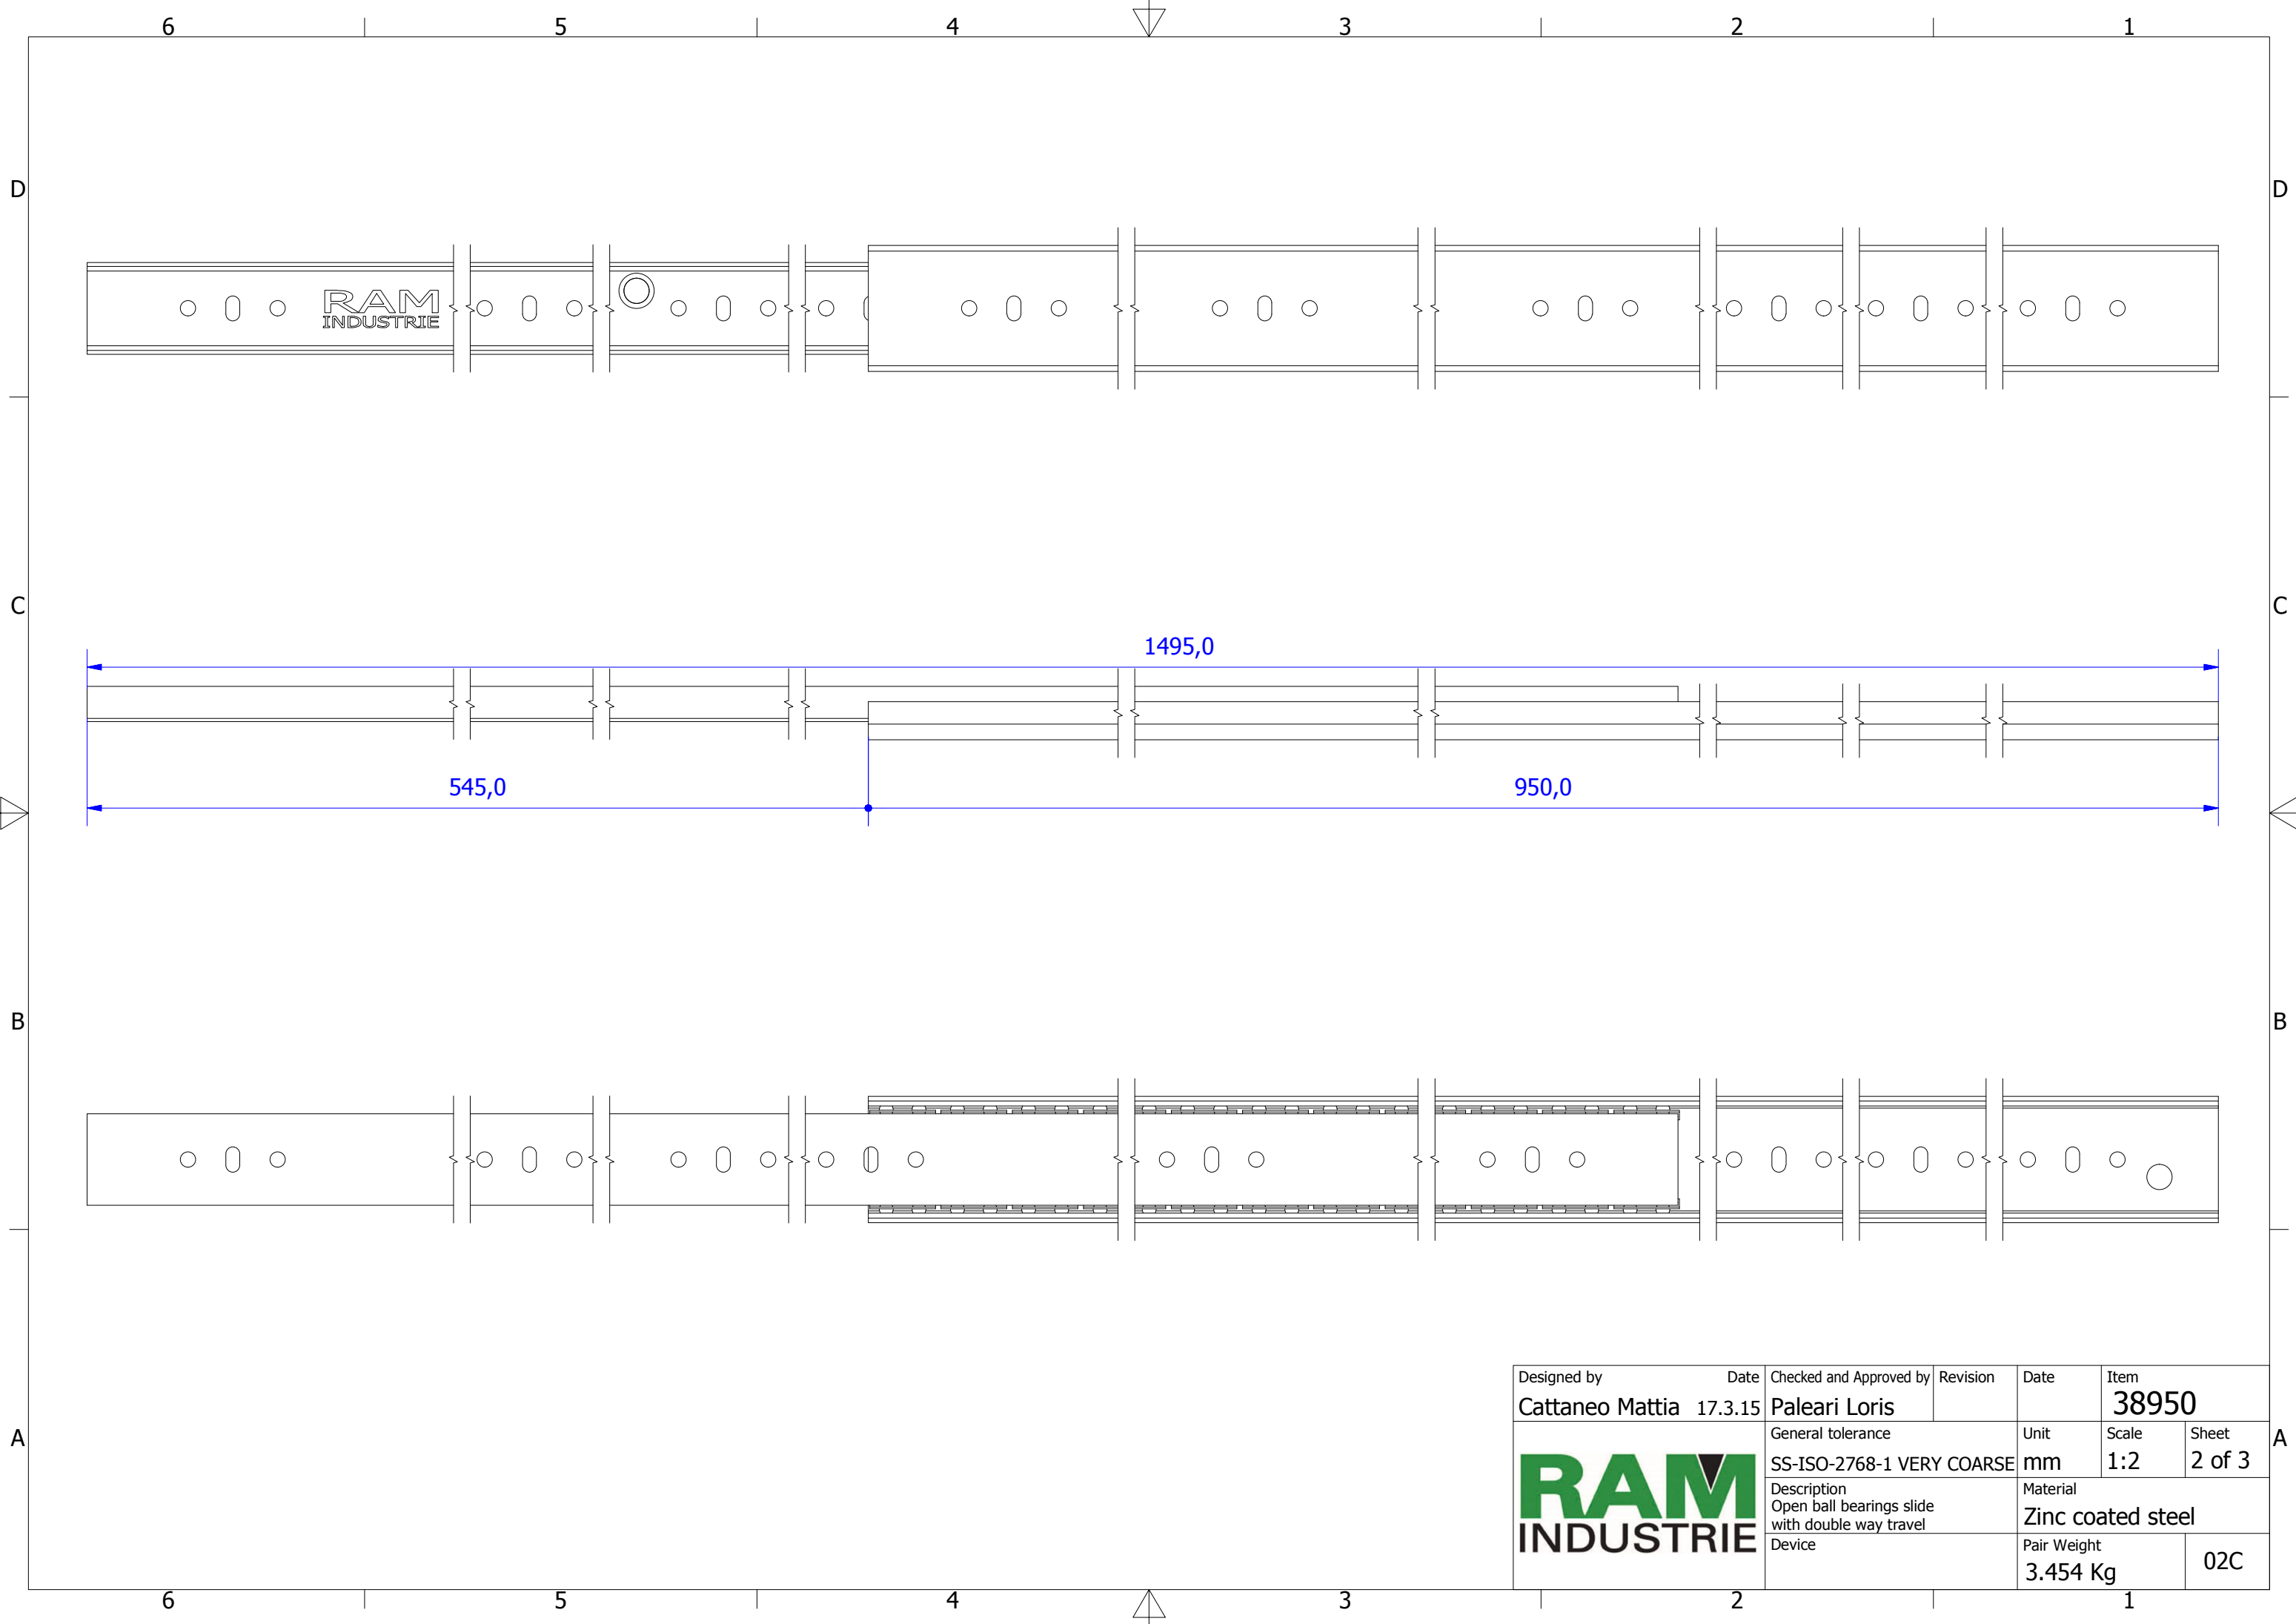 6 5 4 3 2 1
D D
RAM
INDUSTRIE
C C
1495,0
545,0 950,0
B B
Designed by Date Checked and Approved by Revision Date Item
Cattaneo Mattia 17.3.15 Paleari Loris 38950
General tolerance Unit Scale Sheet
SS-ISO-2768-1 VERY COARSE mm 1:2 2 of 3
A A
RAM
INDUSTRIE
Description Material
Open ball bearings slide
with double way travel
Zinc coated steel
Device Pair Weight
3.454 Kg 02C
6 5 4 3 2 1